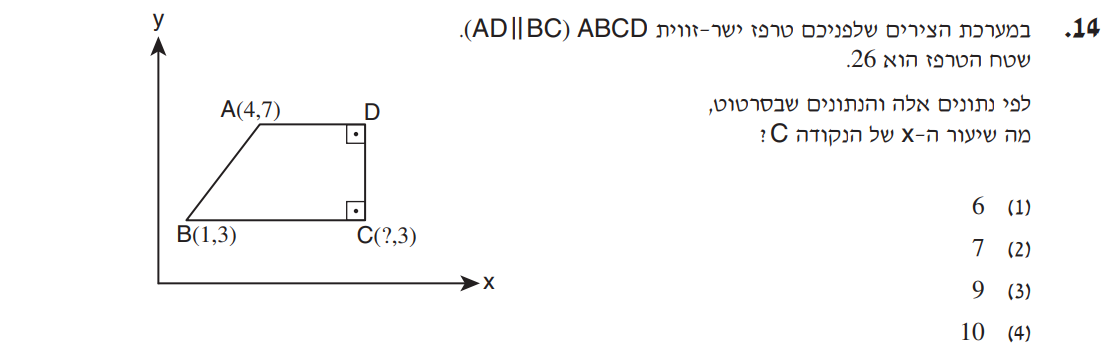 .14 במערכת הצירים שלפניכם טרפז ישר-זווית ABCD (AD||BC).
שטח הטרפז הוא 26.
לפי נתונים אלה והנתונים שבסרטוט,
מה שיעור ה-x של הנקודה C?
(1) 6
(2) 7
(3) 9
(4) 10
y
A(4,7)
D
B(1,3)
C(?,3)
x